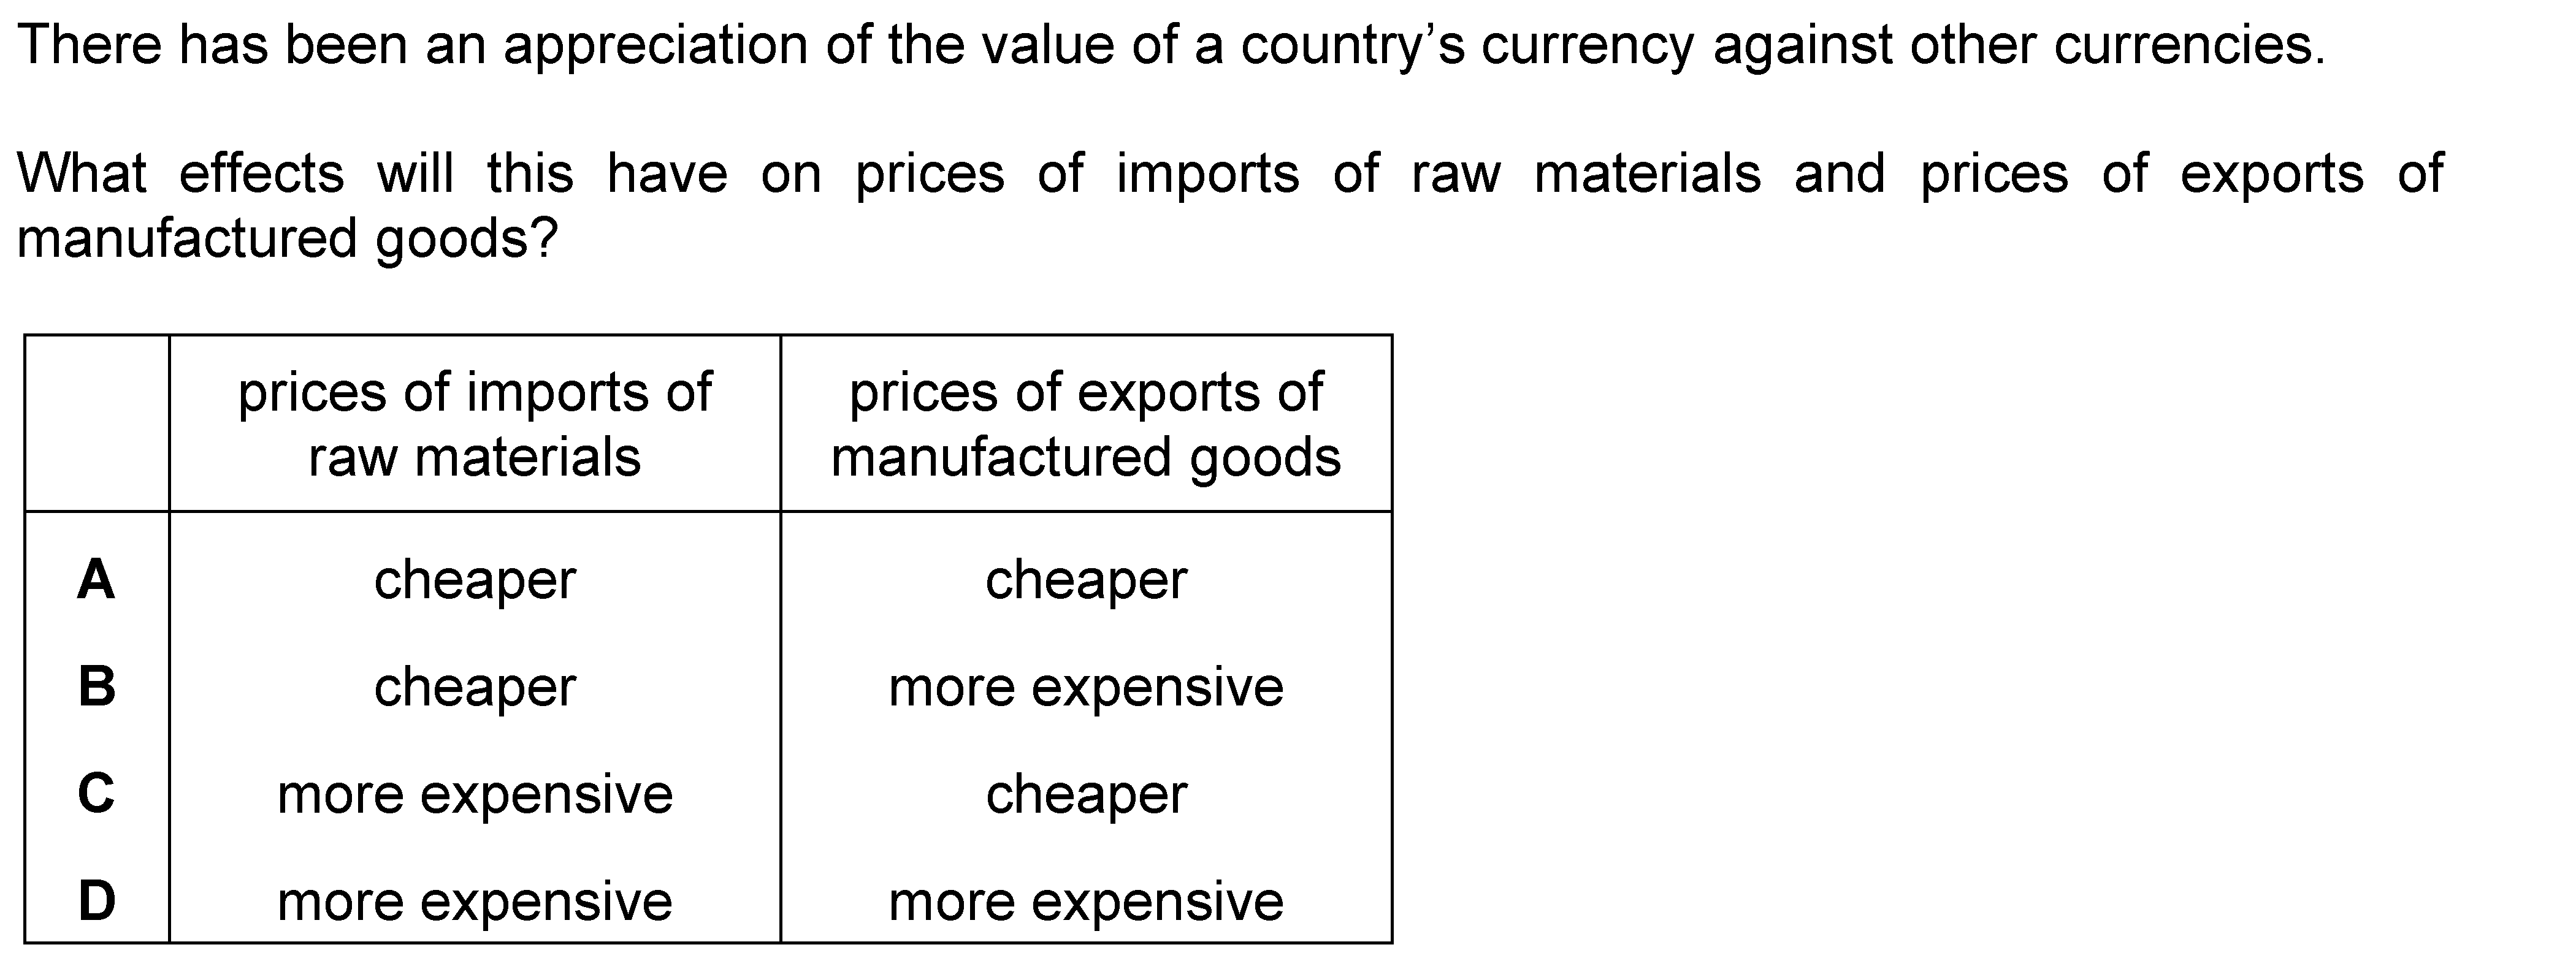 There has been an appreciation of the value of a country’s currency against other currencies.
What effects will this have on prices of imports of raw materials and prices of exports of
manufactured goods?
prices of imports of
raw materials
prices of exports of
manufactured goods
A cheaper cheaper
B cheaper more expensive
C more expensive cheaper
D more expensive more expensive